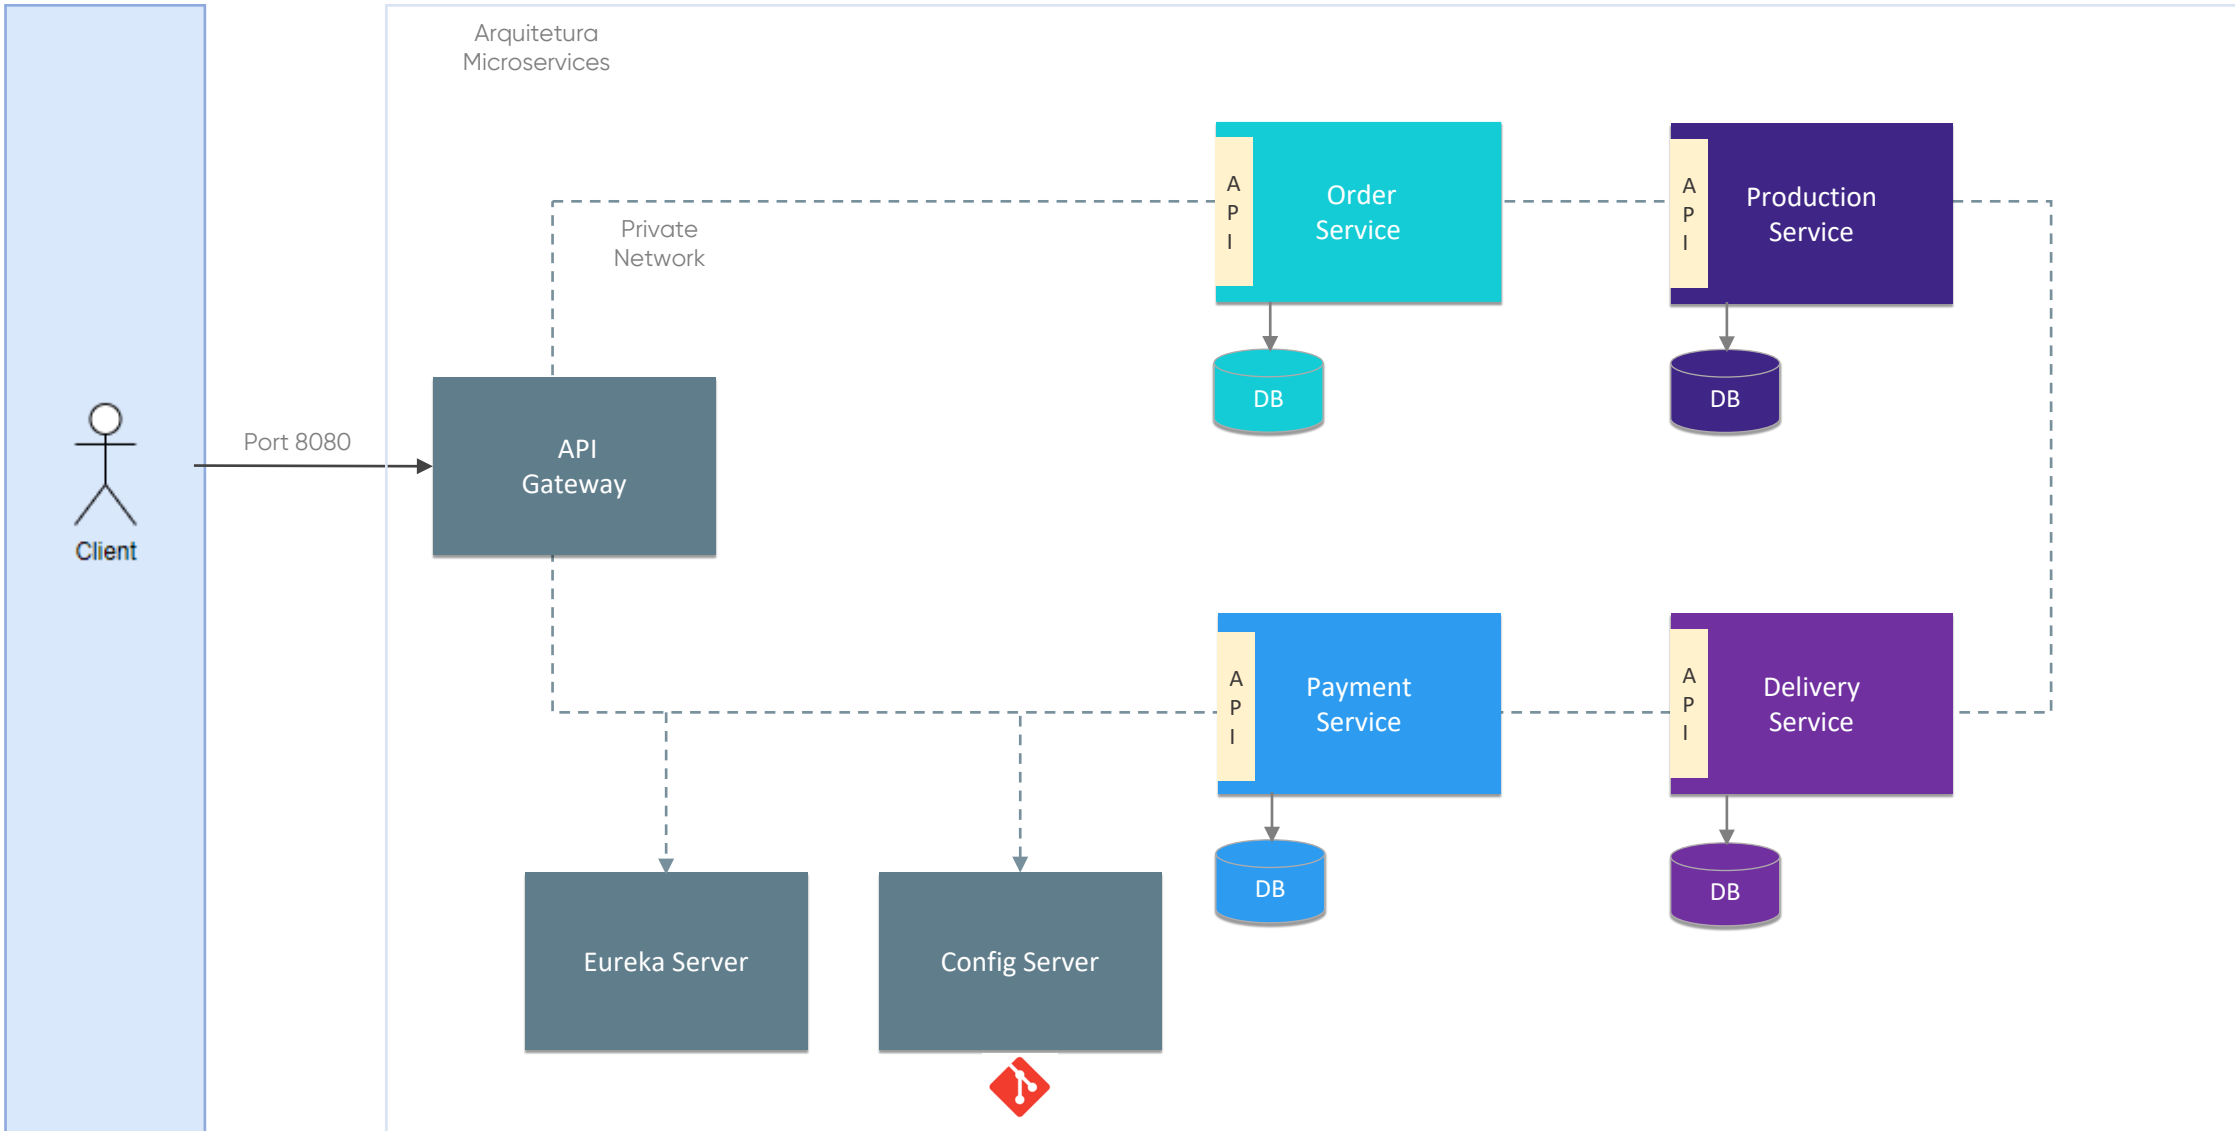 Arquitetura
Microservices
Private
Network
Port 8080
Client
API
Gateway
A
P
I
Order
Service
DB
A
P
I
Production
Service
DB
A
P
I
Payment
Service
DB
A
P
I
Delivery
Service
DB
Eureka Server
Config Server